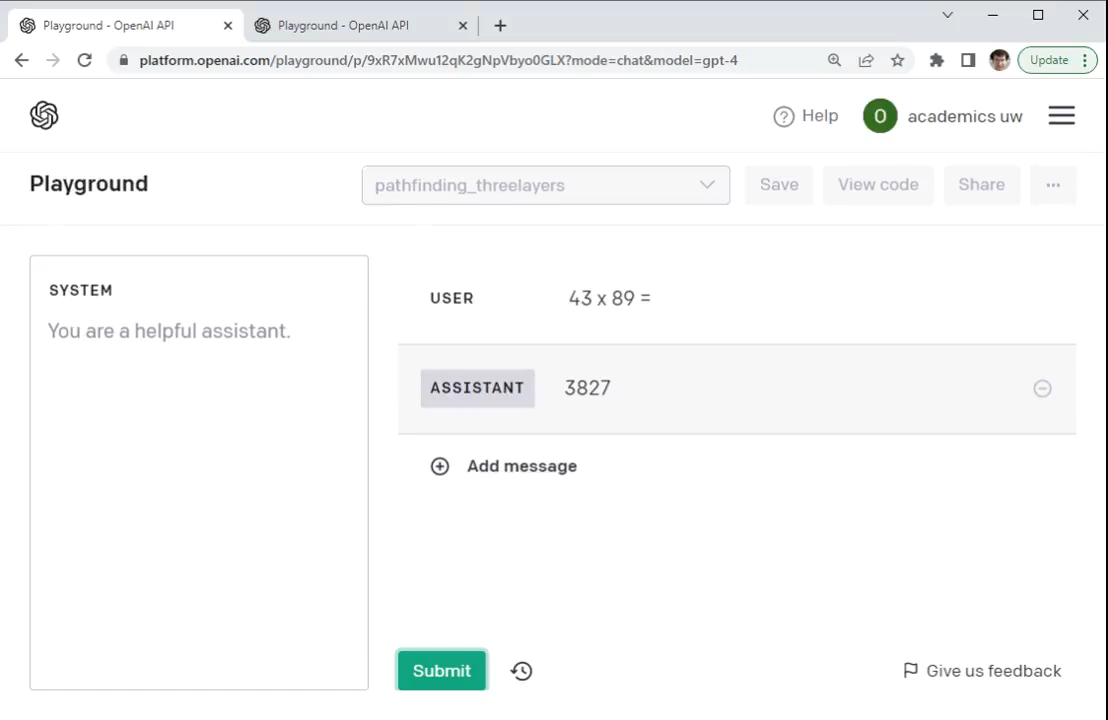 Playground - OpenAI API
Playground - OpenAI API
platform.openai.com/playground/p/9xR7xMwu12qK2gNpVbyo0GLX?mode=chat&model=gpt-4
Update
Help
O
academics uw
Playground
pathfinding_threelayers
Save
View code
Share
...
SYSTEM
You are a helpful assistant.
USER
43 x 89 =
ASSISTANT
3827
Add message
Submit
Give us feedback